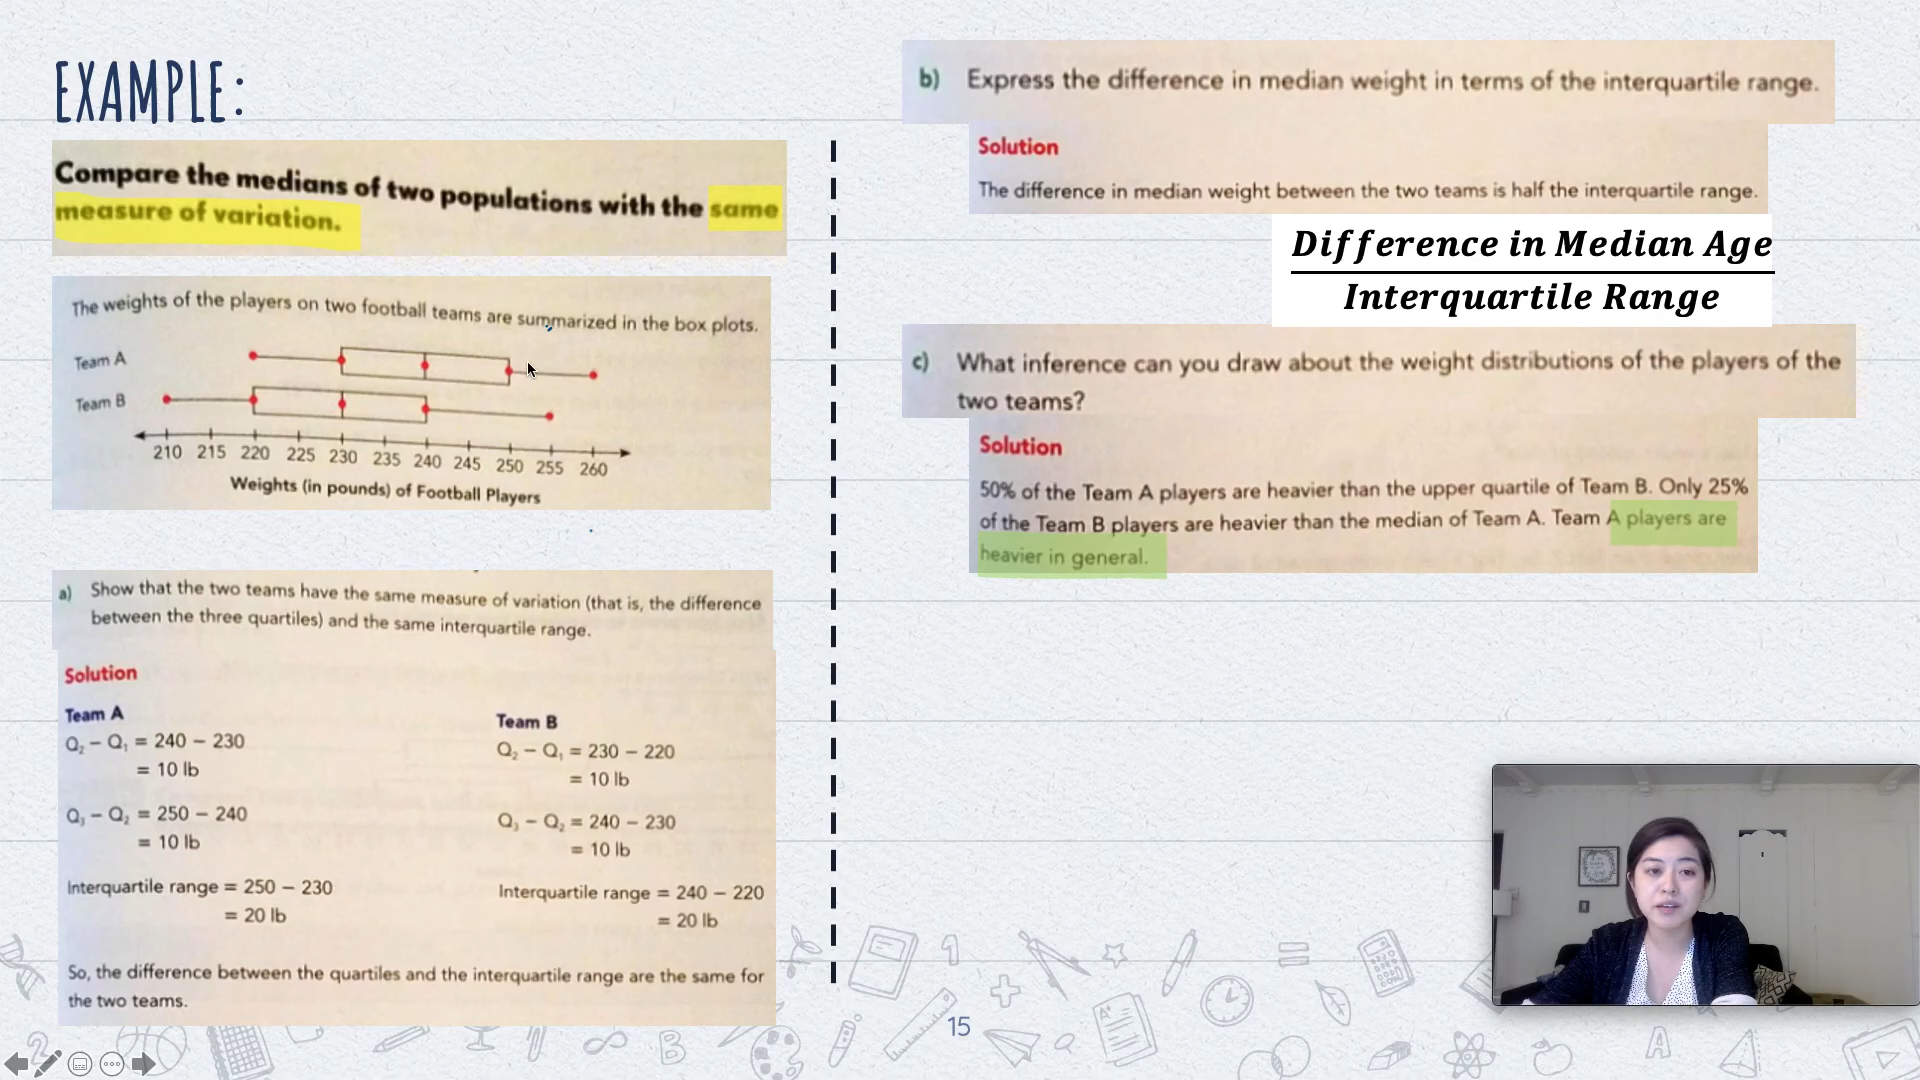 EXAMPLE:
Compare the medians of two populations with the same
measure of variation.
The weights of the players on two football teams are summarized in the box plots.
Team A
Team B
210 215 220 225 230 235 240 245 250 255 260
Weights (in pounds) of Football Players
a) Show that the two teams have the same measure of variation (that is, the difference
between the three quartiles) and the same interquartile range.
Solution
Team A
Q₂ – Q₁ = 240 – 230
= 10 lb
Q₃ – Q₂ = 250 – 240
= 10 lb
Interquartile range = 250 – 230
= 20 lb
Team B
Q₂ – Q₁ = 230 – 220
= 10 lb
Q₃ – Q₂ = 240 – 230
= 10 lb
Interquartile range = 240 – 220
= 20 lb
So, the difference between the quartiles and the interquartile range are the same for
the two teams.
b) Express the difference in median weight in terms of the interquartile range.
Solution
The difference in median weight between the two teams is half the interquartile range.
Difference in Median Age
Interquartile Range
c) What inference can you draw about the weight distributions of the players of the
two teams?
Solution
50% of the Team A players are heavier than the upper quartile of Team B. Only 25%
of the Team B players are heavier than the median of Team A. Team A players are
heavier in general.
15